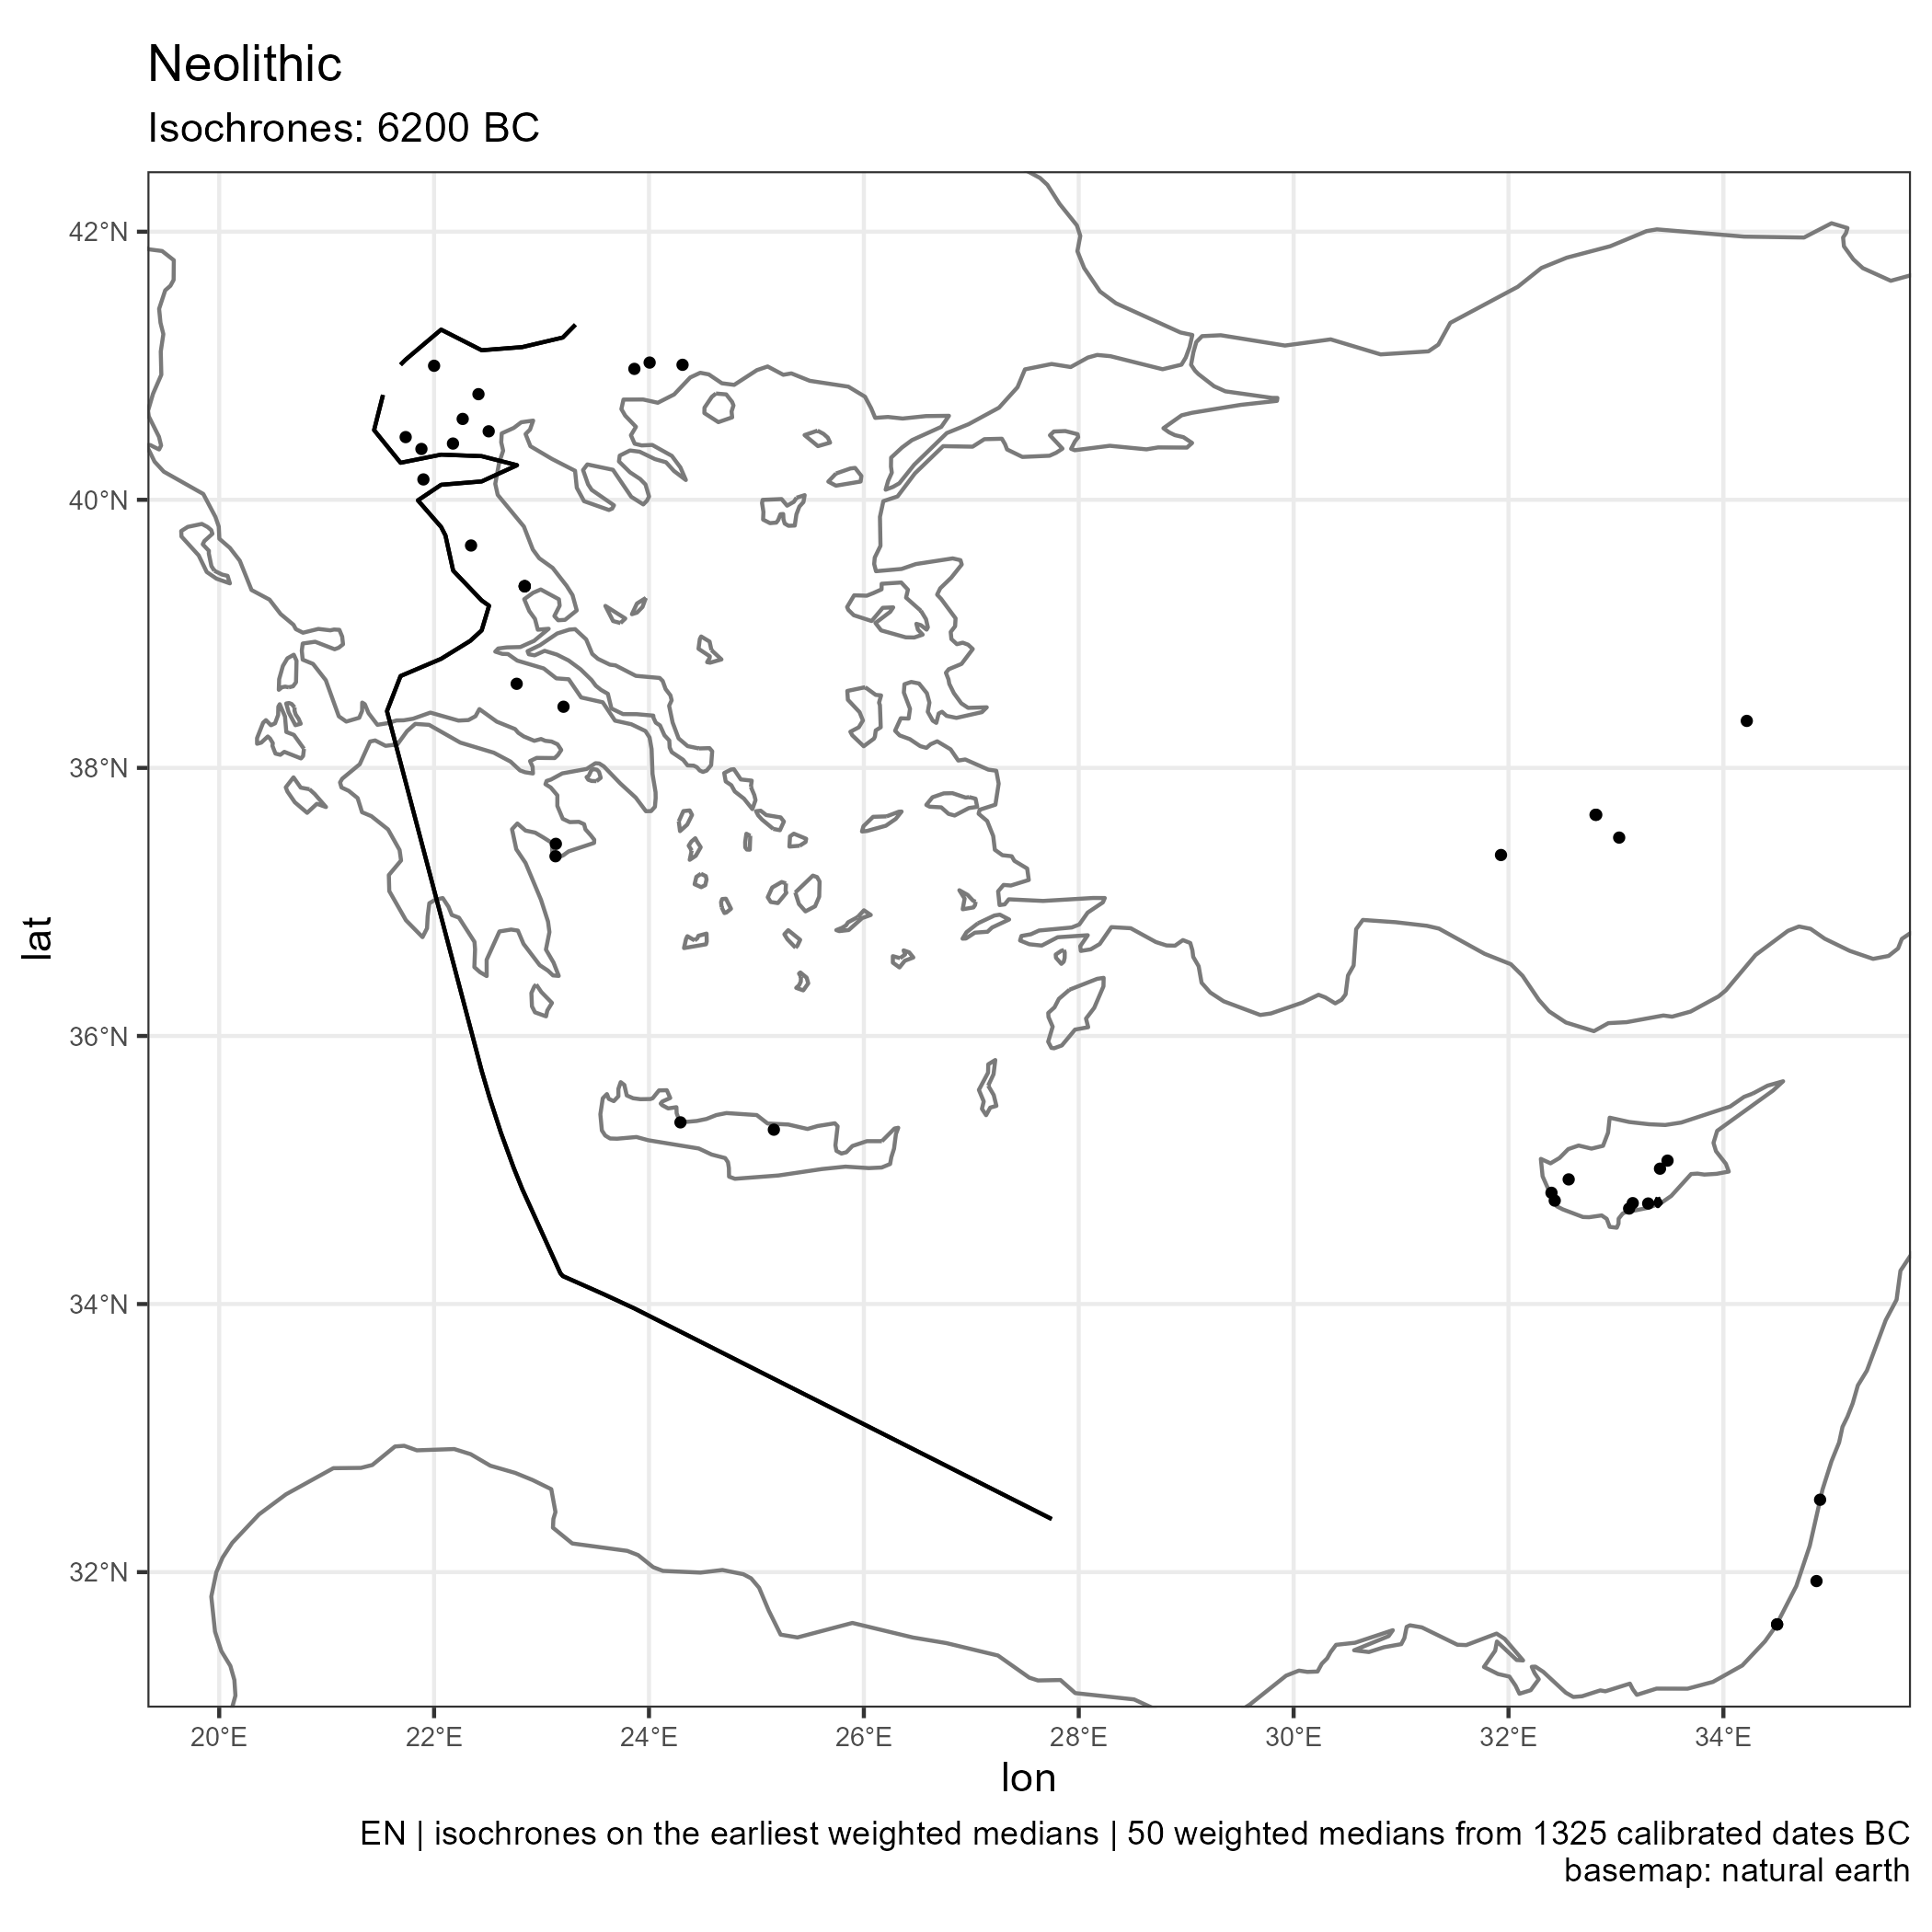 Neolithic
Isochrones: 6200 BC
42°N
40°N
38°N
36°N
34°N
32°N
lat
20°E 22°E 24°E 26°E 28°E 30°E 32°E 34°E
lon
EN | isochrones on the earliest weighted medians | 50 weighted medians from 1325 calibrated dates BC
basemap: natural earth